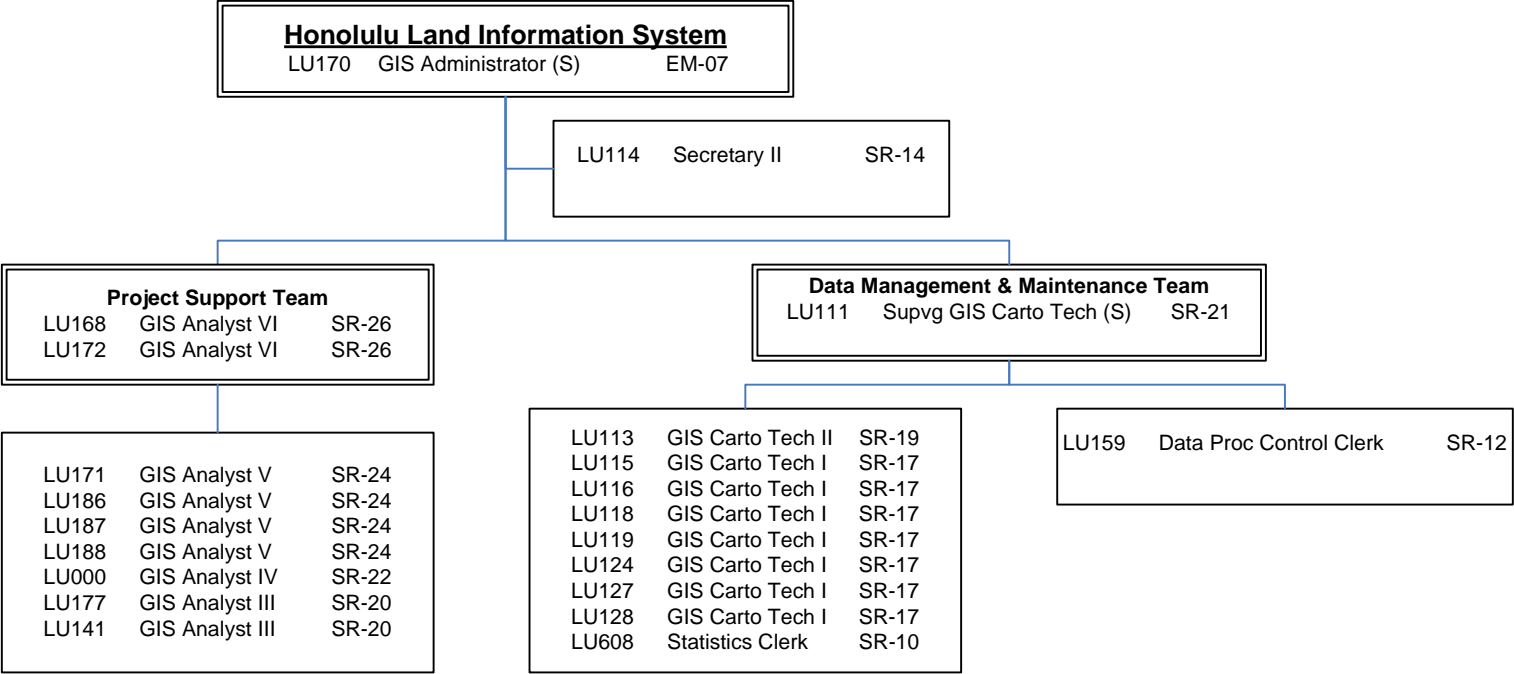 Honolulu Land Information System
LU170 GIS Administrator (S) EM-07
LU114 Secretary II SR-14
Project Support Team
LU168 GIS Analyst VI SR-26
LU172 GIS Analyst VI SR-26
LU171 GIS Analyst V SR-24
LU186 GIS Analyst V SR-24
LU187 GIS Analyst V SR-24
LU188 GIS Analyst V SR-24
LU000 GIS Analyst IV SR-22
LU177 GIS Analyst III SR-20
LU141 GIS Analyst III SR-20
Data Management & Maintenance Team
LU111 Supvg GIS Carto Tech (S) SR-21
LU113 GIS Carto Tech II SR-19
LU115 GIS Carto Tech I SR-17
LU116 GIS Carto Tech I SR-17
LU118 GIS Carto Tech I SR-17
LU119 GIS Carto Tech I SR-17
LU124 GIS Carto Tech I SR-17
LU127 GIS Carto Tech I SR-17
LU128 GIS Carto Tech I SR-17
LU608 Statistics Clerk SR-10
LU159 Data Proc Control Clerk SR-12